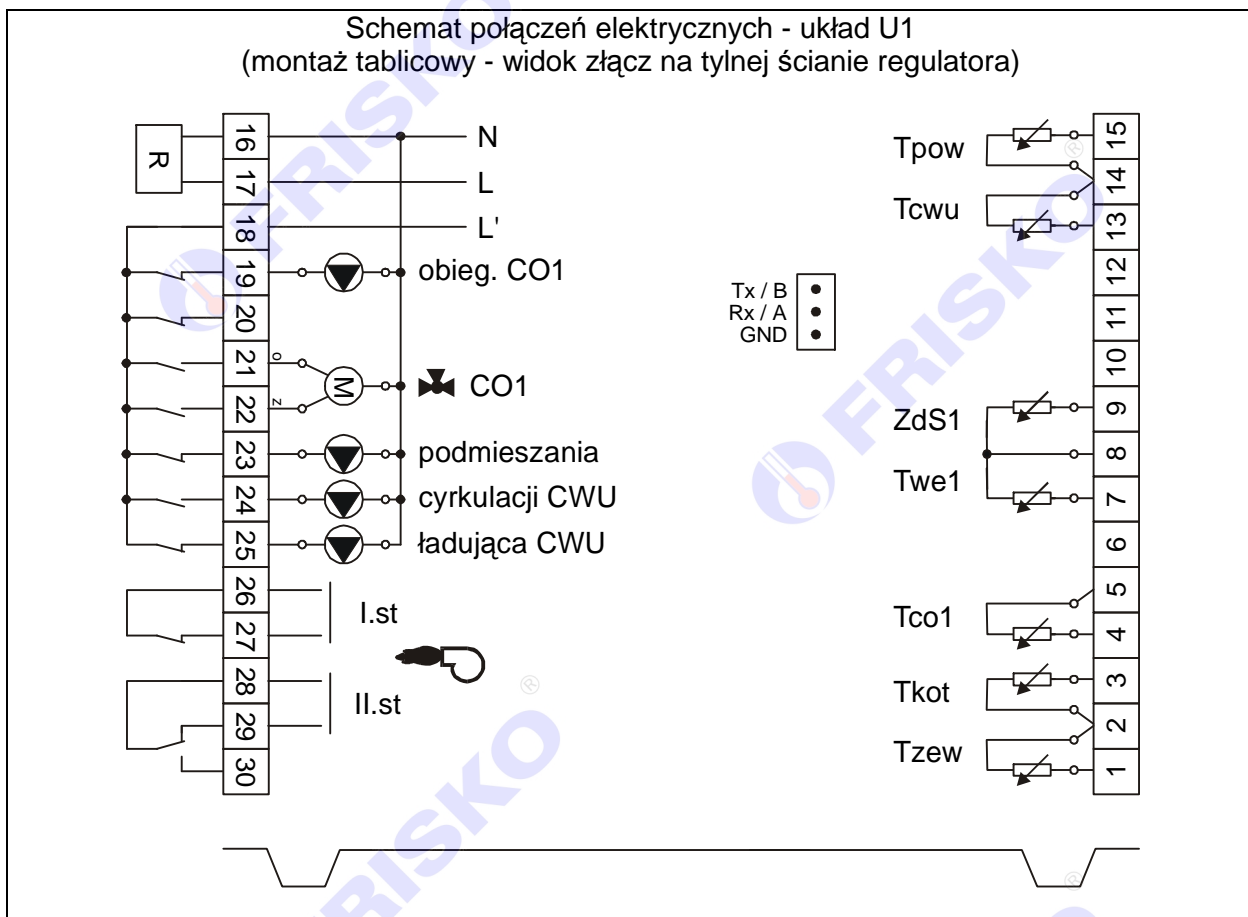 Schemat połączeń elektrycznych - układ U1
(montaż tablicowy - widok złącz na tylnej ścianie regulatora)
R
16
N
17
L
18
L'
19
obieg. CO1
20
21
o
M
CO1
22
z
23
podmieszania
24
cyrkulacji CWU
25
ładująca CWU
26
I.st
27
28
II.st
29
30
Tx / B
Rx / A
GND
Tpow
15
14
Tcwu
13
12
11
10
ZdS1
9
8
Twe1
7
6
5
Tco1
4
Tkot
3
2
Tzew
1
FRISKO
®
FRISKO
®
FRISKO
®
FRISKO
®